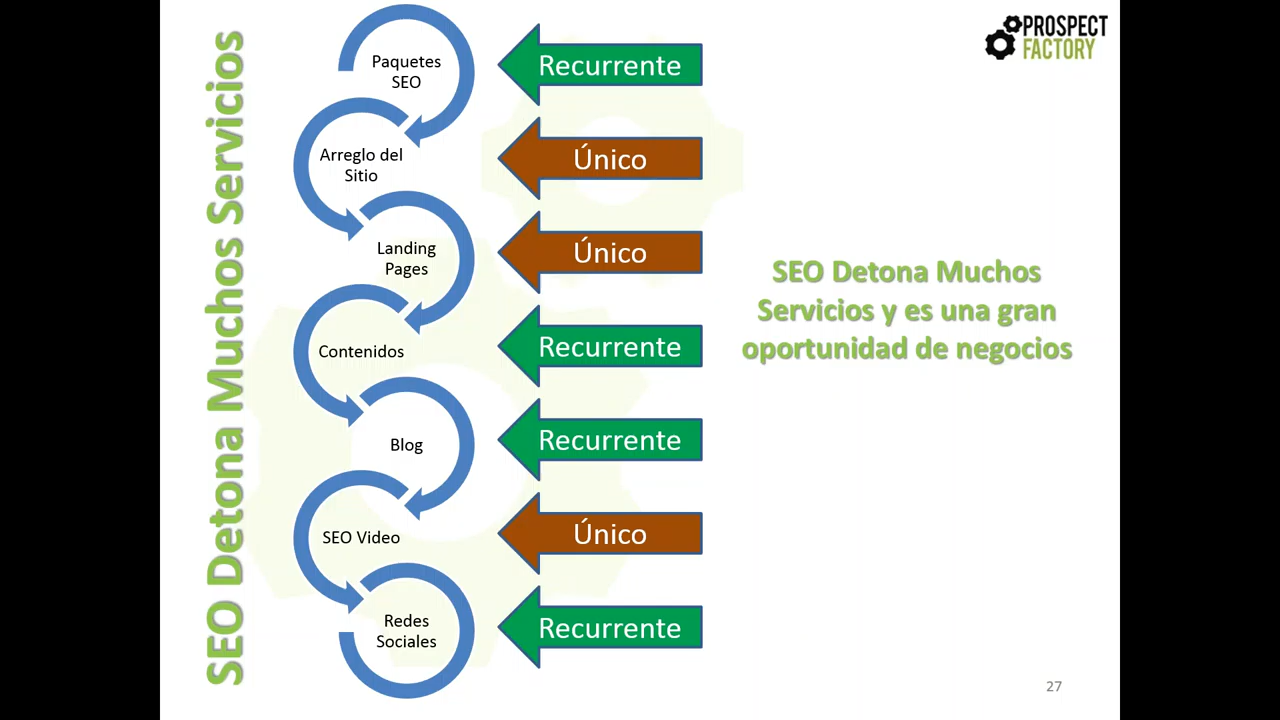 SEO Detona Muchos Servicios
PROSPECT
FACTORY
Paquetes
SEO
Recurrente
Arreglo del
Sitio
Único
Landing
Pages
Único
Contenidos
Recurrente
Blog
Recurrente
SEO Video
Único
Redes
Sociales
Recurrente
SEO Detona Muchos
Servicios y es una gran
oportunidad de negocios
27